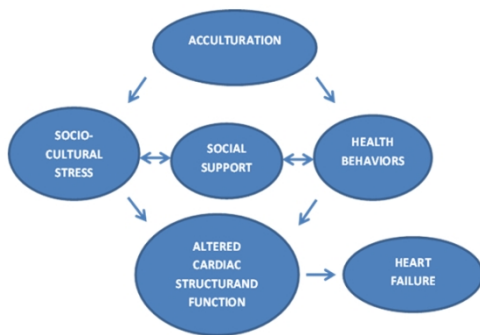 ACCULTURATION
SOCIO-
CULTURAL
STRESS
SOCIAL
SUPPORT
HEALTH
BEHAVIORS
ALTERED
CARDIAC
STRUCTURAND
FUNCTION
HEART
FAILURE